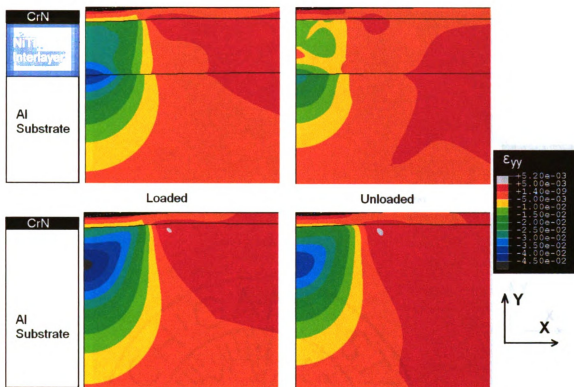 CrN
NiTi
Interlayer
Al
Substrate
Loaded
Unloaded
CrN
Al
Substrate
εyy
+5.20e-03
+5.00e-03
+1.40e-09
-5.00e-03
-1.00e-02
-1.50e-02
-2.00e-02
-2.50e-02
-3.00e-02
-3.50e-02
-4.00e-02
-4.50e-02
Y
X